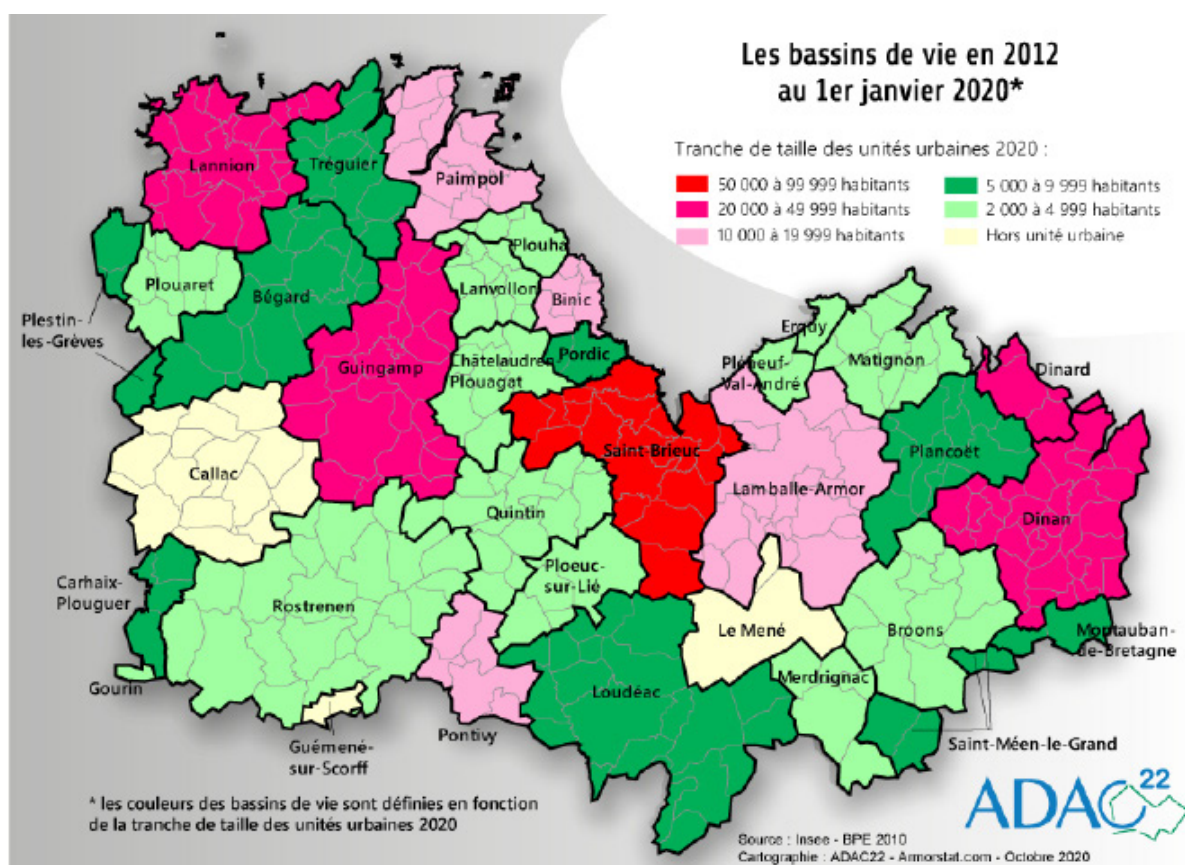 Les bassins de vie en 2012
au 1er janvier 2020*
Tranche de taille des unités urbaines 2020 :
50 000 à 99 999 habitants
20 000 à 49 999 habitants
10 000 à 19 999 habitants
5 000 à 9 999 habitants
2 000 à 4 999 habitants
Hors unité urbaine
Lannion
Tréguier
Paimpol
Plouha
Plouaret
Lanvollon
Bégard
Binic
Plestin-
les-Grèves
Erquy
Pordic
Châtelaudren
Plouagat
Guingamp
Pléneuf-
Val-André
Matignon
Dinard
Saint-Brieuc
Plancoët
Callac
Lamballe-Armor
Quintin
Dinan
Ploeuc-
sur-Lié
Carhaix-
Plouguer
Rostrenen
Le Mené
Broons
Montauban-
de-Bretagne
Merdrignac
Gourin
Loudéac
Guémené-
sur-Scorff
Pontivy
Saint-Méen-le-Grand
* les couleurs des bassins de vie sont définies en fonction
de la tranche de taille des unités urbaines 2020
ADAC 22
Source : Insee - BPE 2010
Cartographie : ADAC22 - Armorstat.com - Octobre 2020